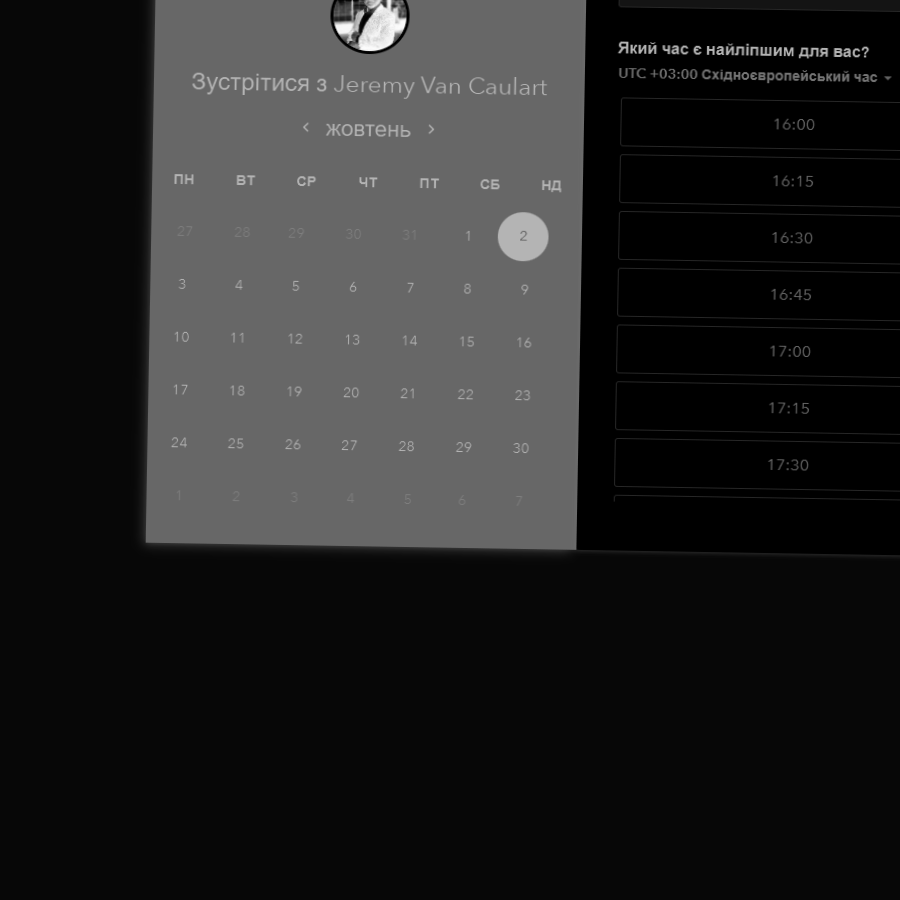 Зустрітися з Jeremy Van Caulart
жовтень
ПН ВТ СР ЧТ ПТ СБ НД
27 28 29 30 31 1 2
3 4 5 6 7 8 9
10 11 12 13 14 15 16
17 18 19 20 21 22 23
24 25 26 27 28 29 30
1 2 3 4 5 6 7
Який час є найліпшим для вас?
UTC +03:00 Східноєвропейський час
16:00
16:15
16:30
16:45
17:00
17:15
17:30